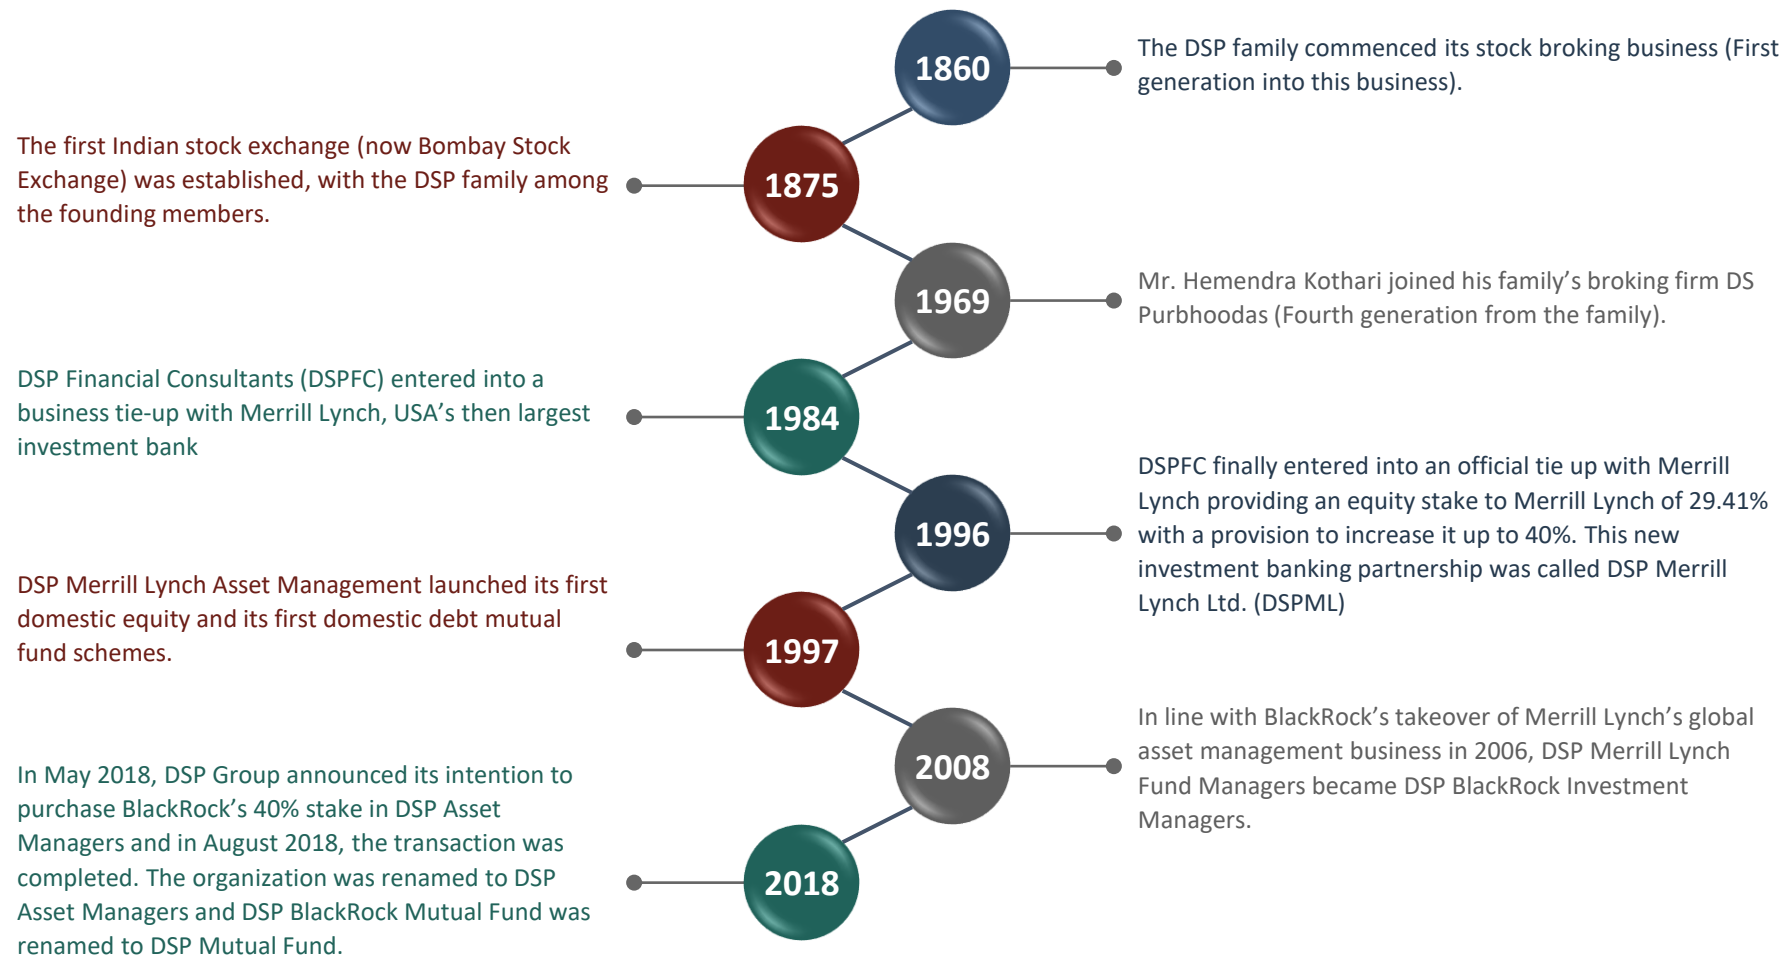 1860
The DSP family commenced its stock broking business (First
generation into this business).
The first Indian stock exchange (now Bombay Stock
Exchange) was established, with the DSP family among
the founding members.
1875
1969
Mr. Hemendra Kothari joined his family’s broking firm DS
Purbhoodas (Fourth generation from the family).
DSP Financial Consultants (DSPFC) entered into a
business tie-up with Merrill Lynch, USA’s then largest
investment bank
1984
1996
DSPFC finally entered into an official tie up with Merrill
Lynch providing an equity stake to Merrill Lynch of 29.41%
with a provision to increase it up to 40%. This new
investment banking partnership was called DSP Merrill
Lynch Ltd. (DSPML)
DSP Merrill Lynch Asset Management launched its first
domestic equity and its first domestic debt mutual
fund schemes.
1997
2008
In line with BlackRock’s takeover of Merrill Lynch’s global
asset management business in 2006, DSP Merrill Lynch
Fund Managers became DSP BlackRock Investment
Managers.
In May 2018, DSP Group announced its intention to
purchase BlackRock’s 40% stake in DSP Asset
Managers and in August 2018, the transaction was
completed. The organization was renamed to DSP
Asset Managers and DSP BlackRock Mutual Fund was
renamed to DSP Mutual Fund.
2018